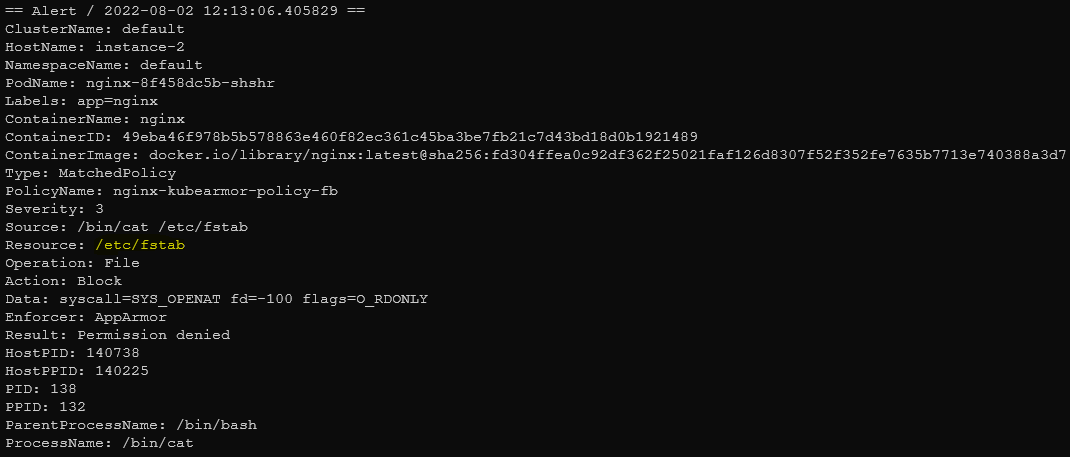 == Alert / 2022-08-02 12:13:06.405829 ==
ClusterName: default
HostName: instance-2
NamespaceName: default
PodName: nginx-8f458dc5b-shshr
Labels: app=nginx
ContainerName: nginx
ContainerID: 49eba46f978b5b578863e460f82ec361c45ba3be7fb21c7d43bd18d0b1921489
ContainerImage: docker.io/library/nginx:latest@sha256:fd304ffea0c92df362f25021faf126d8307f52f352fe7635b7713e740388a3d7
Type: MatchedPolicy
PolicyName: nginx-kubearmor-policy-fb
Severity: 3
Source: /bin/cat /etc/fstab
Resource: /etc/fstab
Operation: File
Action: Block
Data: syscall=SYS_OPENAT fd=-100 flags=O_RDONLY
Enforcer: AppArmor
Result: Permission denied
HostPID: 140738
HostPPID: 140225
PID: 138
PPID: 132
ParentProcessName: /bin/bash
ProcessName: /bin/cat